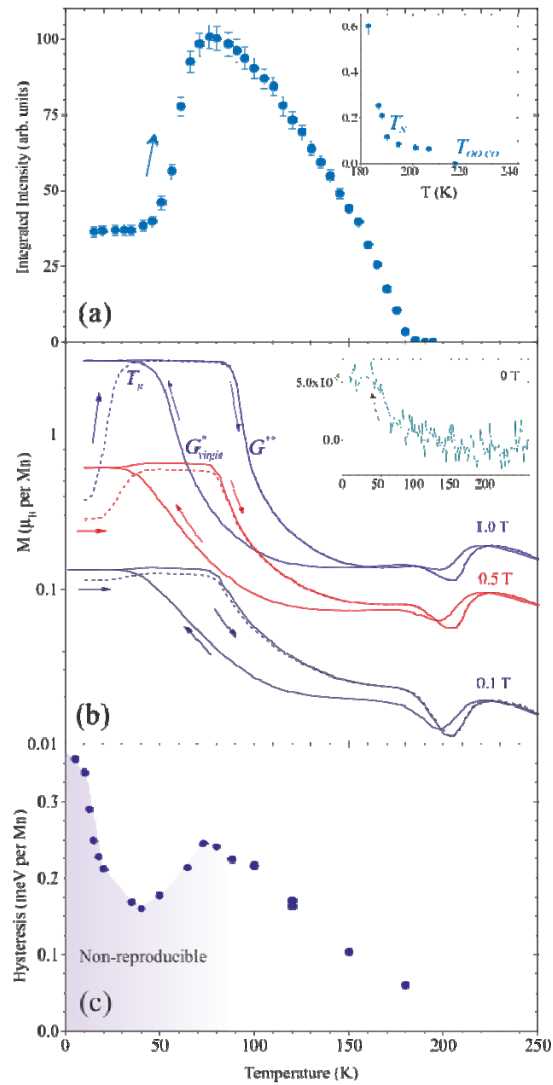 100
75
50
25
0
Integrated Intensity (arb. units)
(a)
0.6
0.4
0.2
0.0
180
200
220
240
T (K)
T_N
T_OO CO
1
0.1
0.01
M (μ_B per Mn)
(b)
G*_virgin
G**
5.0x10
0.0
0 50 100 150 200
0 T
1.0 T
0.5 T
0.1 T
0.3
0.2
0.1
0.0
Hysteresis (meV per Mn)
Non-reproducible
(c)
0 50 100 150 200 250
Temperature (K)